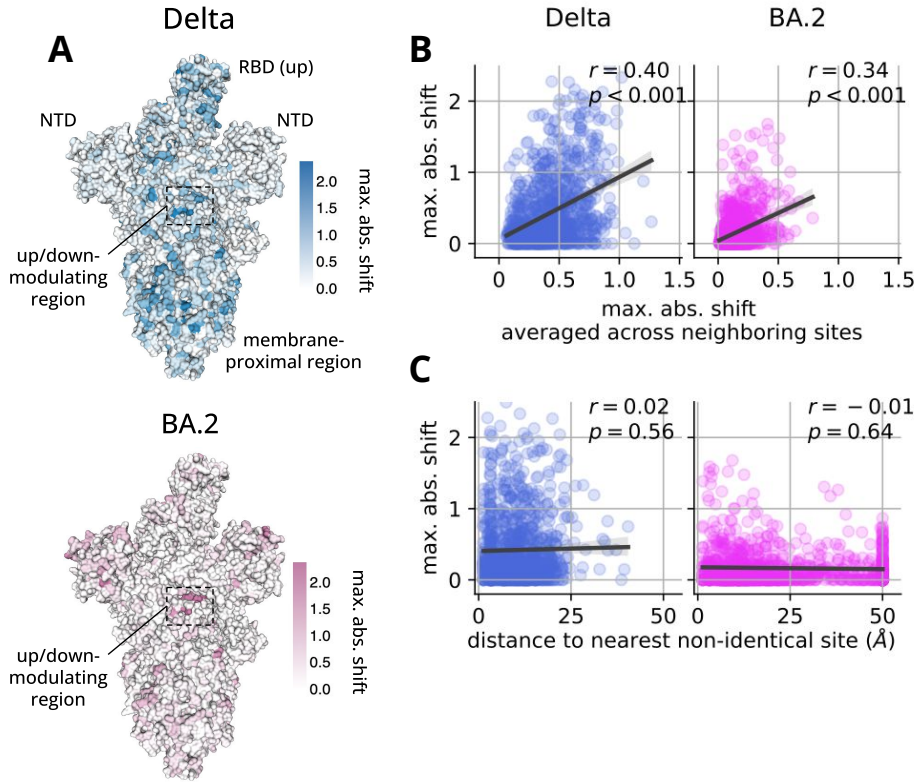 Delta
A
RBD (up)
NTD
NTD
2.0
1.5
1.0
0.5
0.0
max. abs. shift
up/down-
modulating
region
membrane-
proximal region
BA.2
2.0
1.5
1.0
0.5
0.0
max. abs. shift
up/down-
modulating
region
B
Delta
BA.2
r = 0.40
p < 0.001
r = 0.34
p < 0.001
max. abs. shift
2
1
0
0
0.5
1.0
1.5
0
0.5
1.0
1.5
max. abs. shift
averaged across neighboring sites
C
r = 0.02
p = 0.56
r = − 0.01
p = 0.64
max. abs. shift
2
1
0
0
25
50
0
25
50
distance to nearest non-identical site (Å)